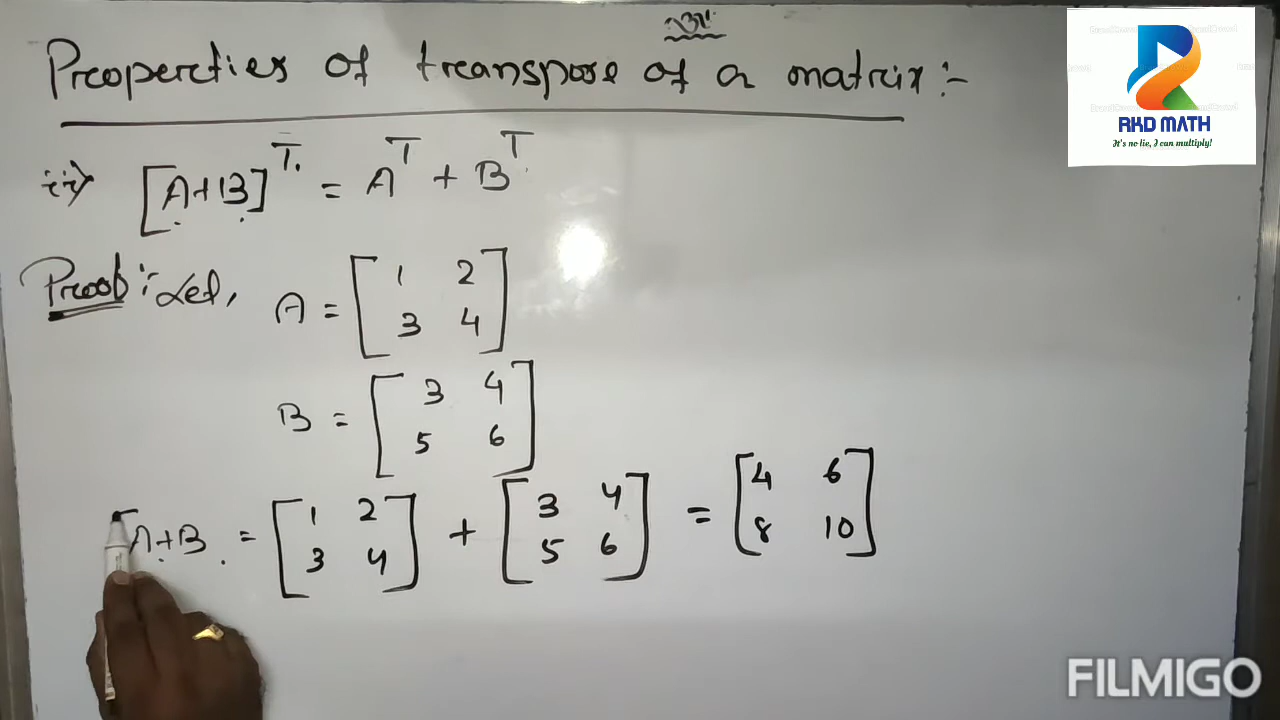 Properties of transpose of a matrix :-
RKD MATH
It's no lie, I can multiply!
ii) [A+B]^T = A^T + B^T
Proof :- Let,
A = [1 2
3 4]
B = [3 4
5 6]
[A+B = [1 2 + [3 4 = [4 6
3 4] 5 6] 8 10]
FILMIGO